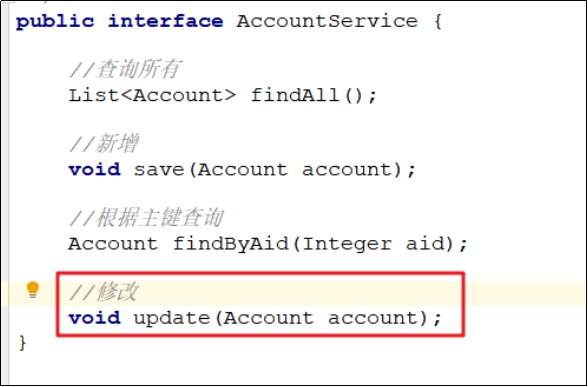 public interface AccountService {
//查询所有
List<Account> findAll();
//新增
void save(Account account);
//根据主键查询
Account findByAid(Integer aid);
//修改
void update(Account account);
}